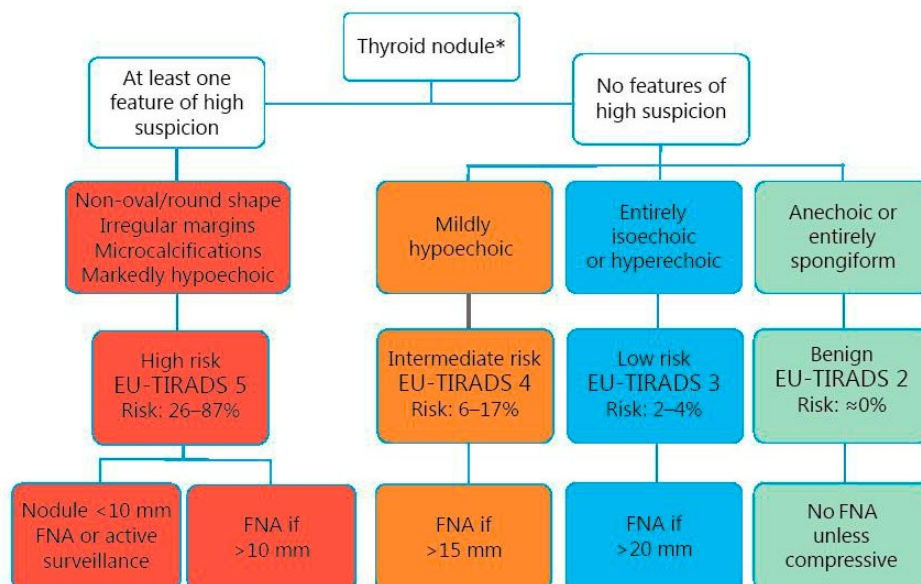 Thyroid nodule*
At least one
feature of high
suspicion
No features of
high suspicion
Non-oval/round shape
Irregular margins
Microcalcifications
Markedly hypoechoic
Mildly
hypoechoic
Entirely
isoechoic
or hyperechoic
Anechoic or
entirely
spongiform
High risk
EU-TIRADS 5
Risk: 26–87%
Intermediate risk
EU-TIRADS 4
Risk: 6–17%
Low risk
EU-TIRADS 3
Risk: 2–4%
Benign
EU-TIRADS 2
Risk: ≈0%
Nodule <10 mm
FNA or active
surveillance
FNA if
>10 mm
FNA if
>15 mm
FNA if
>20 mm
No FNA
unless
compressive